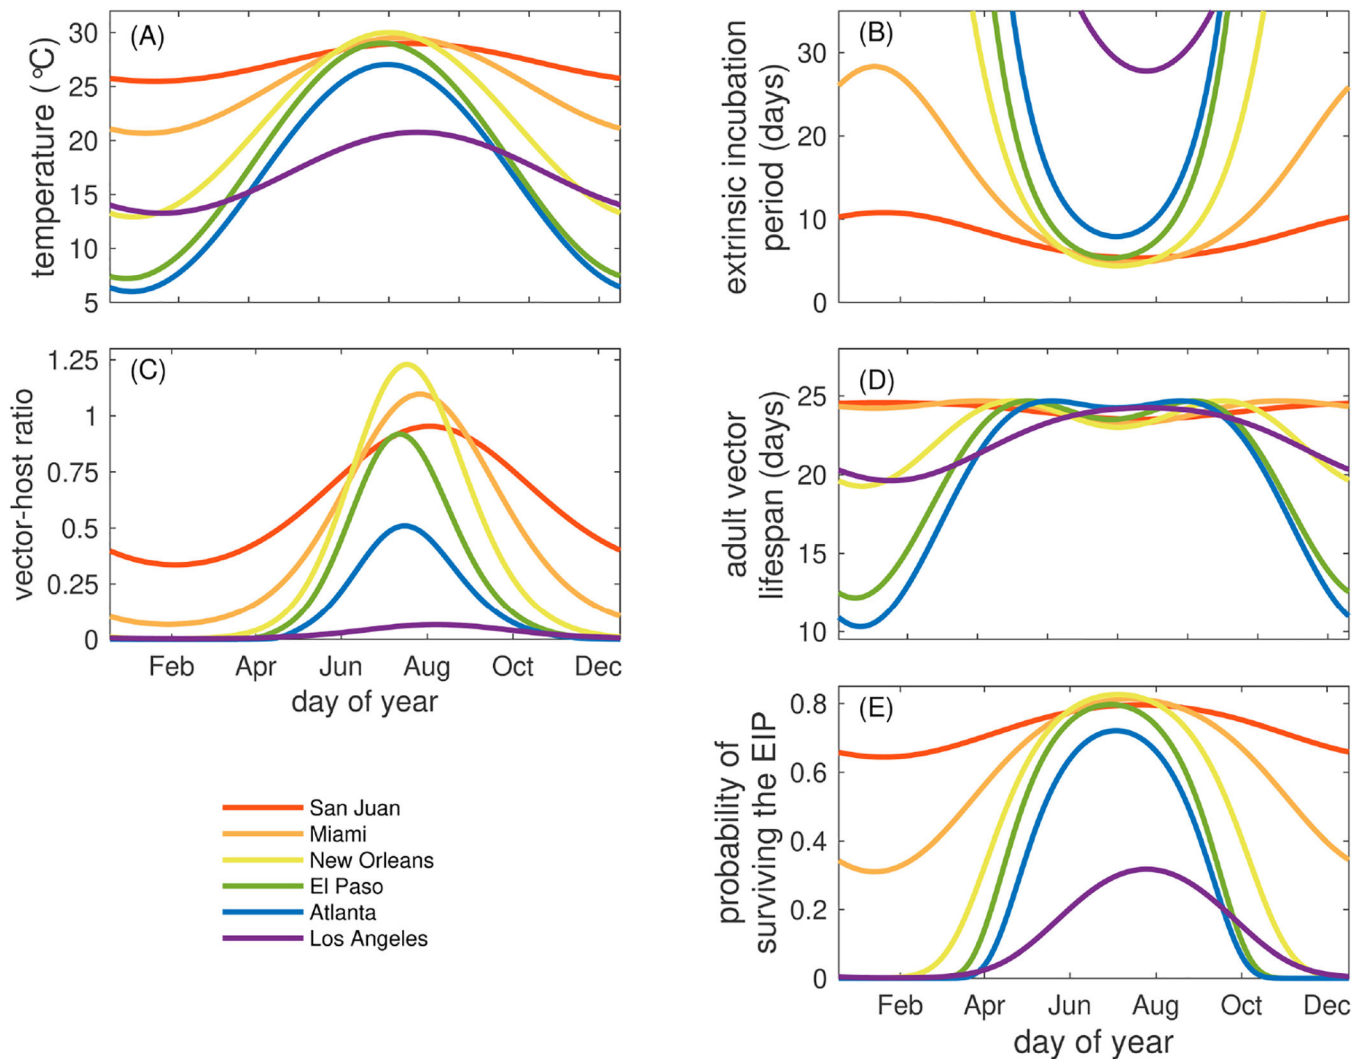 (A)
30
25
20
15
10
5
temperature (°C)
(B)
30
20
10
0
extrinsic incubation
period (days)
(C)
1.25
1
0.75
0.5
0.25
0
vector-host ratio
Feb Apr Jun Aug Oct Dec
day of year
(D)
25
20
15
10
adult vector
lifespan (days)
(E)
0.8
0.6
0.4
0.2
0
probability of
surviving the EIP
Feb Apr Jun Aug Oct Dec
day of year
San Juan
Miami
New Orleans
El Paso
Atlanta
Los Angeles